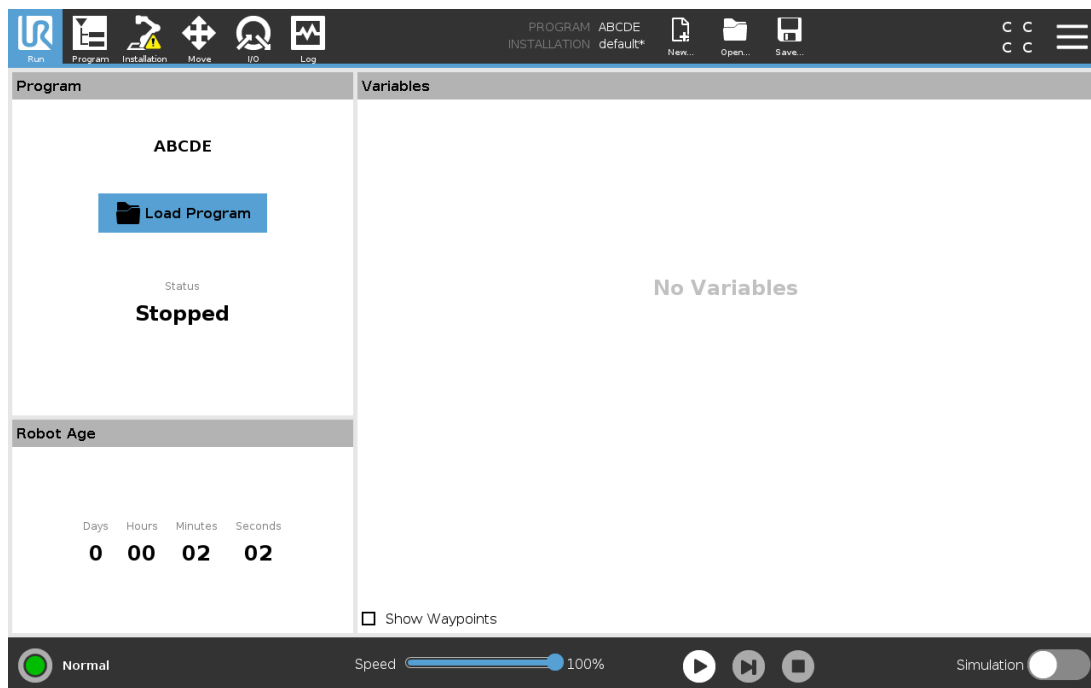 UR
PROGRAM ABCDE
INSTALLATION default*
C C
C C
Run Program Installation Move I/O Log New... Open... Save...
Program
Variables
ABCDE
Load Program
Status
Stopped
No Variables
Robot Age
Days Hours Minutes Seconds
0 00 02 02
Show Waypoints
Normal
Speed 100%
Simulation